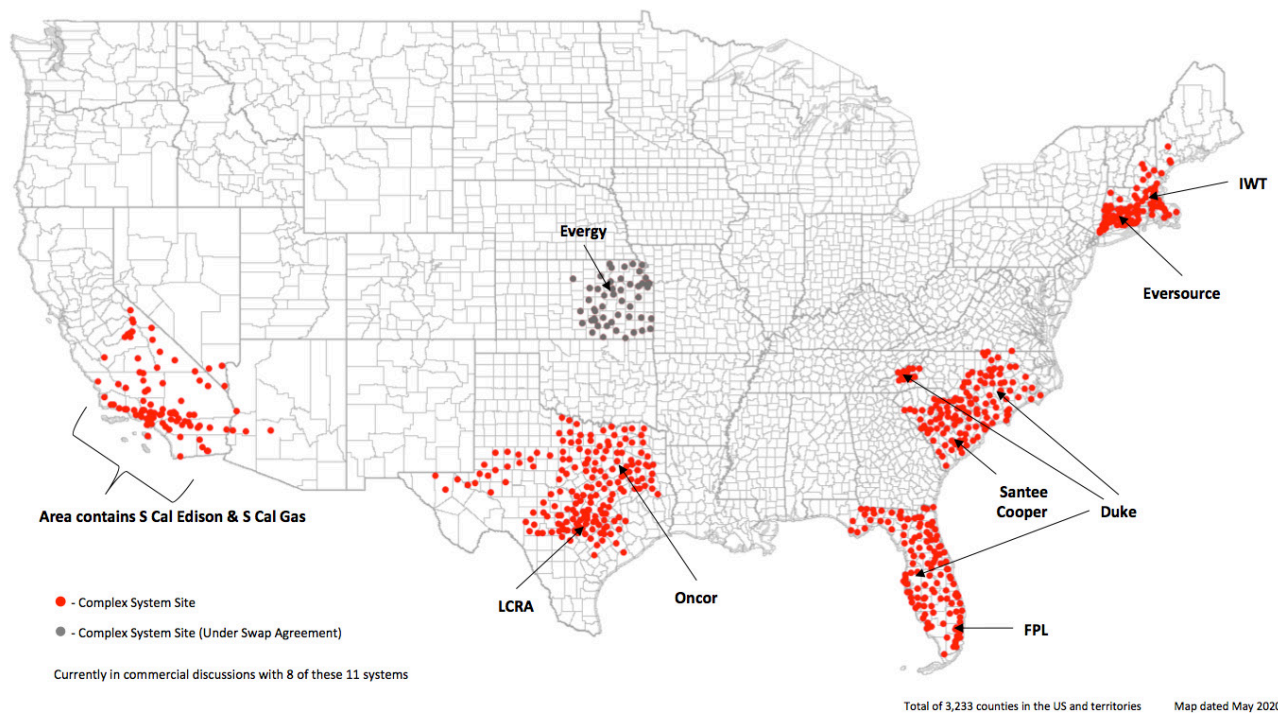 IWT
Evergy
Eversource
Area contains S Cal Edison & S Cal Gas
Santee
Cooper
Duke
LCRA
Oncor
FPL
- Complex System Site
- Complex System Site (Under Swap Agreement)
Currently in commercial discussions with 8 of these 11 systems
Total of 3,233 counties in the US and territories
Map dated May 2020